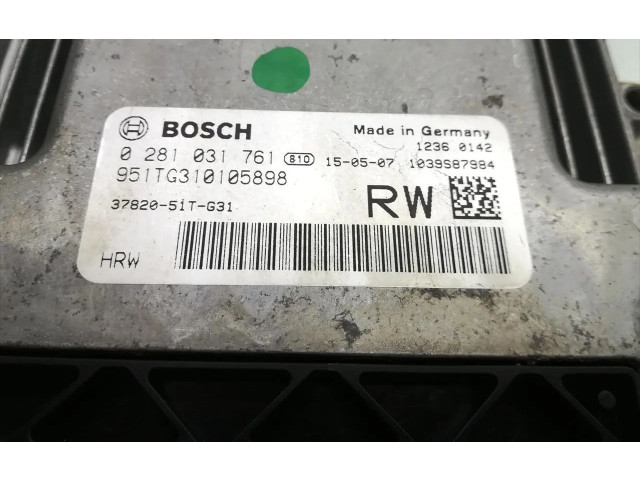 BOSCH Made in Germany
1236 0142
0 281 031 761 810 15-05-07 1039S87984
951TG310105898
37820-51T-G31 RW
HRW